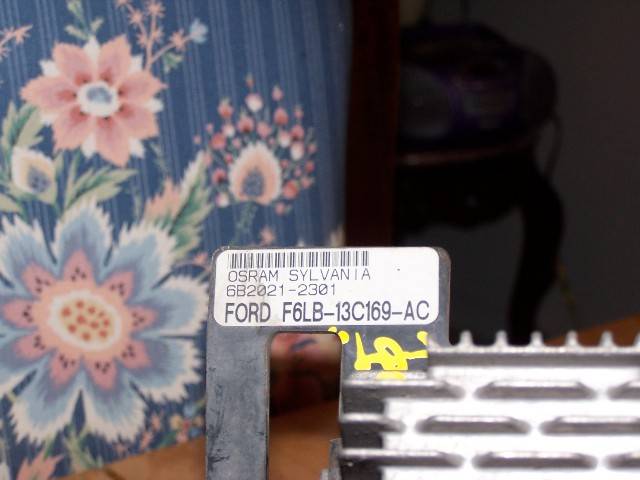 OSRAM SYLVANIA
6B2021-2301
FORD F6LB-13C169-AC